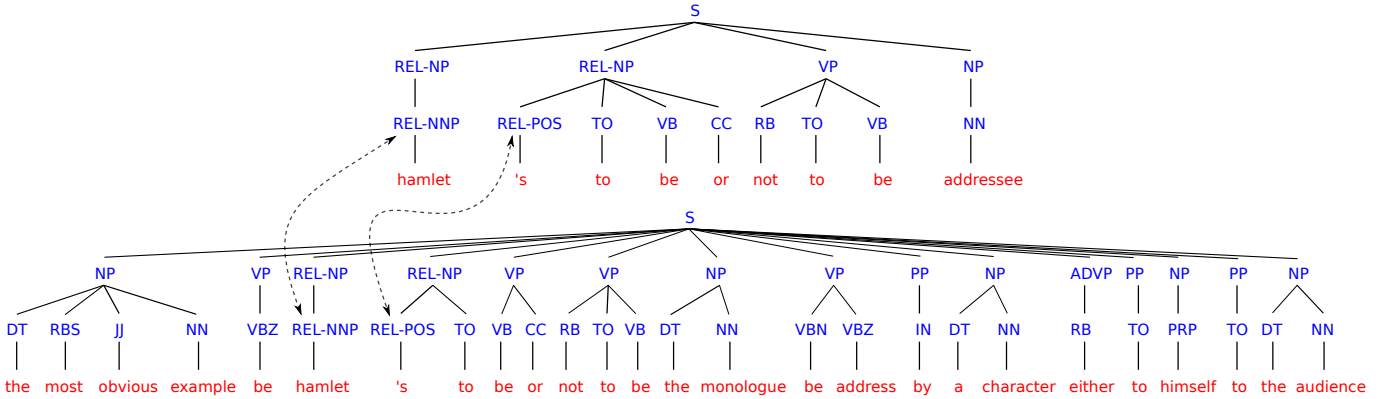 S
REL-NP REL-NP VP NP
REL-NNP REL-POS TO VB CC RB TO VB NN
hamlet 's to be or not to be addressee
S
NP VP REL-NP REL-NP VP VP NP VP PP NP ADVP PP NP PP NP
DT RBS JJ NN VBZ REL-NNP REL-POS TO VB CC RB TO VB DT NN VBN VBZ IN DT NN RB TO PRP TO DT NN
the most obvious example be hamlet 's to be or not to be the monologue be address by a character either to himself to the audience